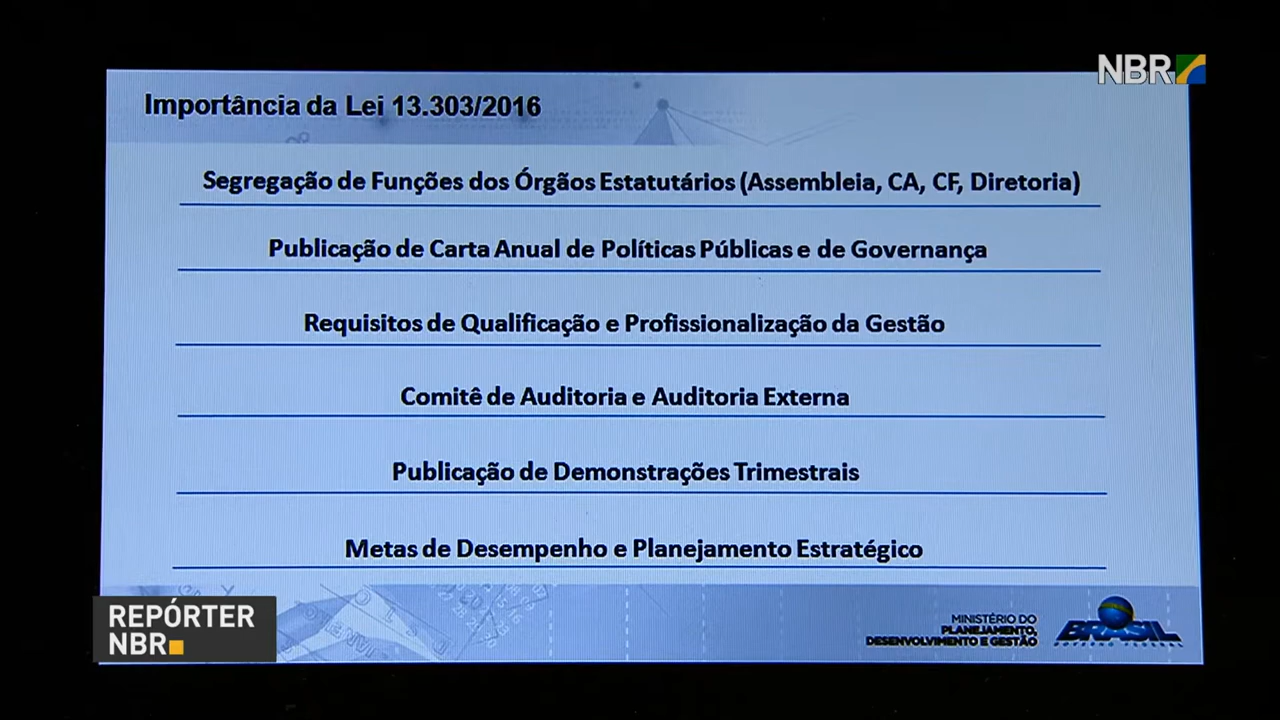 NBR
Importância da Lei 13.303/2016
Segregação de Funções dos Órgãos Estatutários (Assembleia, CA, CF, Diretoria)
Publicação de Carta Anual de Políticas Públicas e de Governança
Requisitos de Qualificação e Profissionalização da Gestão
Comitê de Auditoria e Auditoria Externa
Publicação de Demonstrações Trimestrais
Metas de Desempenho e Planejamento Estratégico
REPÓRTER
NBR
MINISTÉRIO DO
PLANEJAMENTO,
DESENVOLVIMENTO E GESTÃO
BRASIL
GOVERNO FEDERAL